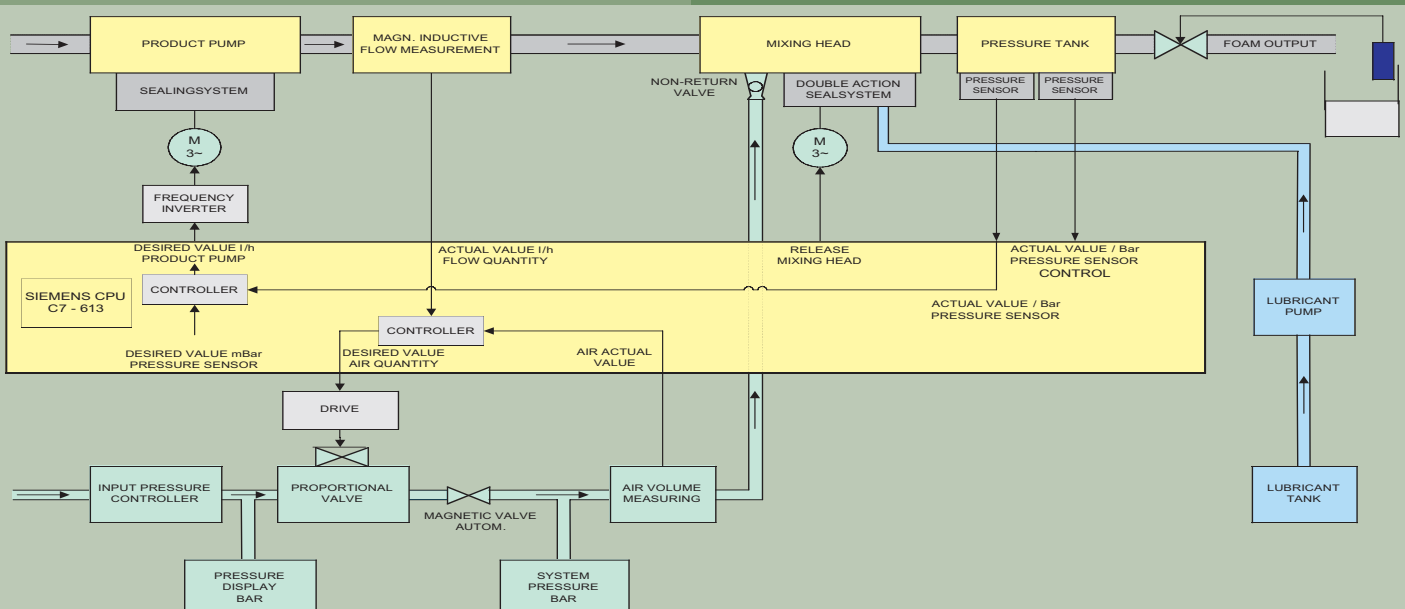 PRODUCT PUMP
MAGN. INDUCTIVE
FLOW MEASUREMENT
MIXING HEAD
PRESSURE TANK
FOAM OUTPUT
SEALINGSYSTEM
NON-RETURN
VALVE
DOUBLE ACTION
SEALSYSTEM
PRESSURE
SENSOR
PRESSURE
SENSOR
M
3~
M
3~
FREQUENCY
INVERTER
DESIRED VALUE l/h
PRODUCT PUMP
ACTUAL VALUE l/h
FLOW QUANTITY
RELEASE
MIXING HEAD
ACTUAL VALUE / Bar
PRESSURE SENSOR
CONTROL
SIEMENS CPU
C7 - 613
CONTROLLER
ACTUAL VALUE / Bar
PRESSURE SENSOR
LUBRICANT
PUMP
CONTROLLER
DESIRED VALUE mBar
PRESSURE SENSOR
DESIRED VALUE
AIR QUANTITY
AIR ACTUAL
VALUE
DRIVE
INPUT PRESSURE
CONTROLLER
PROPORTIONAL
VALVE
MAGNETIC VALVE
AUTOM.
AIR VOLUME
MEASURING
LUBRICANT
TANK
PRESSURE
DISPLAY
BAR
SYSTEM
PRESSURE
BAR